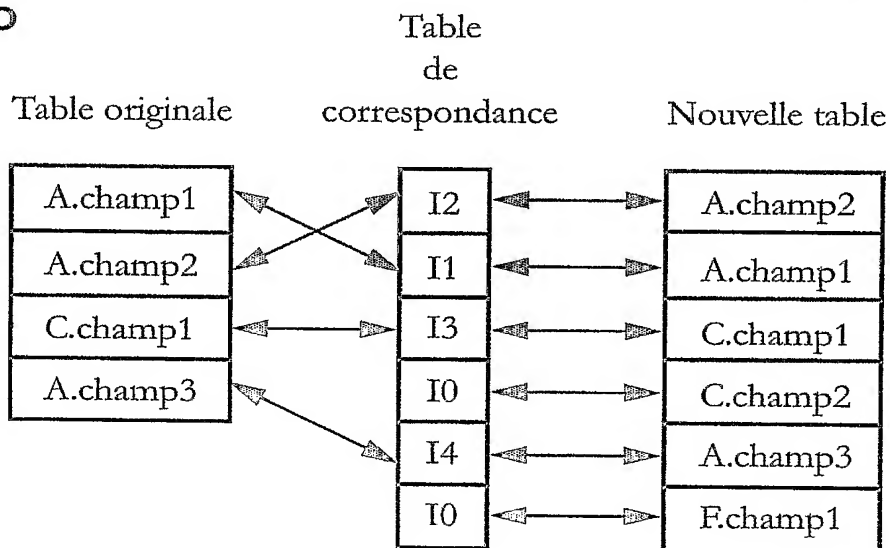 Table
de
correspondance
Table originale
Nouvelle table
A.champ1
A.champ2
C.champ1
A.champ3
I2
I1
I3
I0
I4
I0
A.champ2
A.champ1
C.champ1
C.champ2
A.champ3
F.champ1